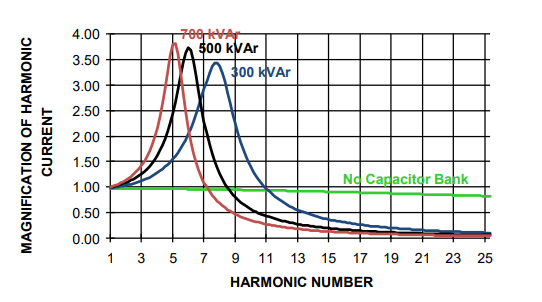 700 kVAr
500 kVAr
300 kVAr
No Capacitor Bank
MAGNIFICATION OF HARMONIC
CURRENT
4.00
3.50
3.00
2.50
2.00
1.50
1.00
0.50
0.00
1 3 5 7 9 11 13 15 17 19 21 23 25
HARMONIC NUMBER